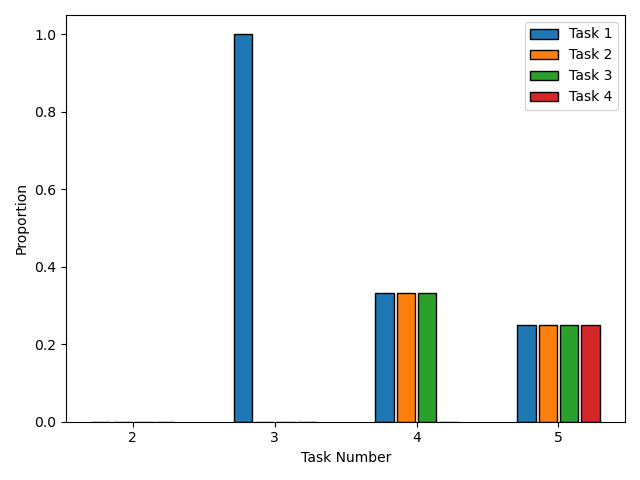 Task 1
Task 2
Task 3
Task 4
1.0
0.8
0.6
0.4
0.2
0.0
Proportion
2 3 4 5
Task Number